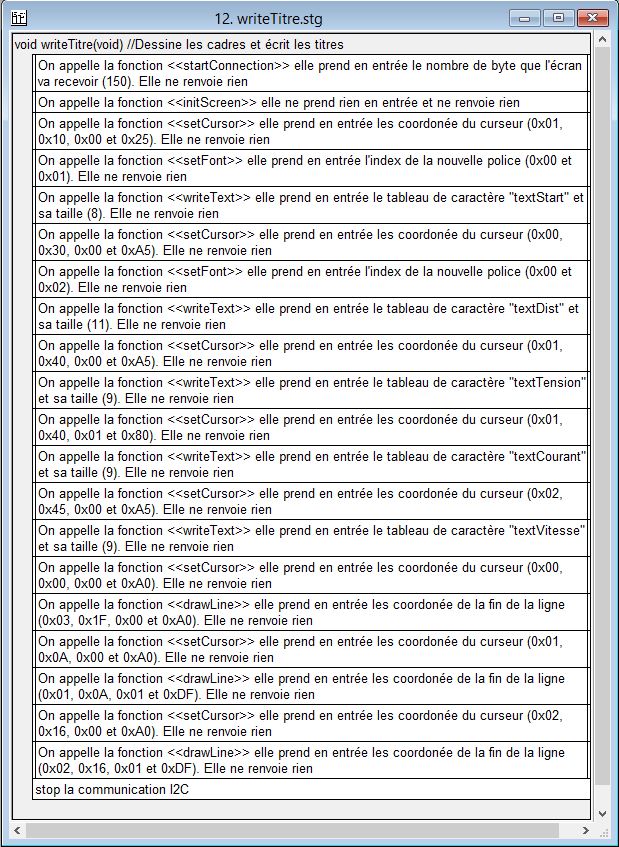 12. writeTitre.stg
void writeTitre(void) //Dessine les cadres et écrit les titres
On appelle la fonction <<startConnection>> elle prend en entrée le nombre de byte que l'écran
va recevoir (150). Elle ne renvoie rien
On appelle la fonction <<initScreen>> elle ne prend rien en entrée et ne renvoie rien
On appelle la fonction <<setCursor>> elle prend en entrée les coordonée du curseur (0x01,
0x10, 0x00 et 0x25). Elle ne renvoie rien
On appelle la fonction <<setFont>> elle prend en entrée l'index de la nouvelle police (0x00 et
0x01). Elle ne renvoie rien
On appelle la fonction <<writeText>> elle prend en entrée le tableau de caractère "textStart" et
sa taille (8). Elle ne renvoie rien
On appelle la fonction <<setCursor>> elle prend en entrée les coordonée du curseur (0x00,
0x30, 0x00 et 0xA5). Elle ne renvoie rien
On appelle la fonction <<setFont>> elle prend en entrée l'index de la nouvelle police (0x00 et
0x02). Elle ne renvoie rien
On appelle la fonction <<writeText>> elle prend en entrée le tableau de caractère "textDist" et
sa taille (11). Elle ne renvoie rien
On appelle la fonction <<setCursor>> elle prend en entrée les coordonée du curseur (0x01,
0x40, 0x00 et 0xA5). Elle ne renvoie rien
On appelle la fonction <<writeText>> elle prend en entrée le tableau de caractère "textTension"
et sa taille (9). Elle ne renvoie rien
On appelle la fonction <<setCursor>> elle prend en entrée les coordonée du curseur (0x01,
0x40, 0x01 et 0x80). Elle ne renvoie rien
On appelle la fonction <<writeText>> elle prend en entrée le tableau de caractère "textCourant"
et sa taille (9). Elle ne renvoie rien
On appelle la fonction <<setCursor>> elle prend en entrée les coordonée du curseur (0x02,
0x45, 0x00 et 0xA5). Elle ne renvoie rien
On appelle la fonction <<writeText>> elle prend en entrée le tableau de caractère "textVitesse"
et sa taille (9). Elle ne renvoie rien
On appelle la fonction <<setCursor>> elle prend en entrée les coordonée du curseur (0x00,
0x00, 0x00 et 0xA0). Elle ne renvoie rien
On appelle la fonction <<drawLine>> elle prend en entrée les coordonée de la fin de la ligne
(0x03, 0x1F, 0x00 et 0xA0). Elle ne renvoie rien
On appelle la fonction <<setCursor>> elle prend en entrée les coordonée du curseur (0x01,
0x0A, 0x00 et 0xA0). Elle ne renvoie rien
On appelle la fonction <<drawLine>> elle prend en entrée les coordonée de la fin de la ligne
(0x01, 0x0A, 0x01 et 0xDF). Elle ne renvoie rien
On appelle la fonction <<setCursor>> elle prend en entrée les coordonée du curseur (0x02,
0x16, 0x00 et 0xA0). Elle ne renvoie rien
On appelle la fonction <<drawLine>> elle prend en entrée les coordonée de la fin de la ligne
(0x02, 0x16, 0x01 et 0xDF). Elle ne renvoie rien
stop la communication I2C